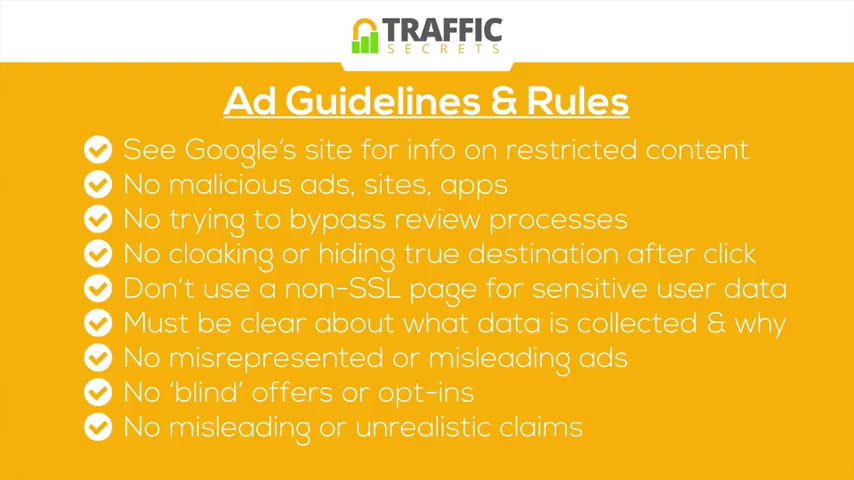 TRAFFIC
SECRETS
Ad Guidelines & Rules
See Google's site for info on restricted content
No malicious ads, sites, apps
No trying to bypass review processes
No cloaking or hiding true destination after click
Don't use a non-SSL page for sensitive user data
Must be clear about what data is collected & why
No misrepresented or misleading ads
No 'blind' offers or opt-ins
No misleading or unrealistic claims